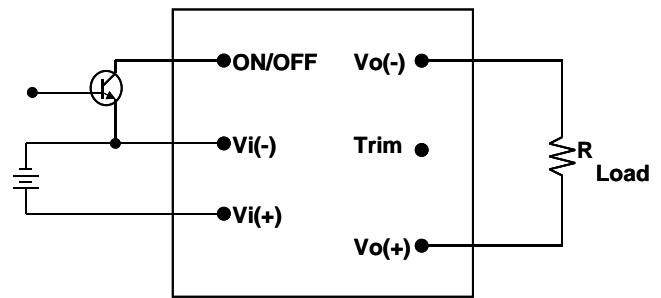 ON/OFF
Vo(-)
Vi(-)
Trim
R
Load
Vi(+)
Vo(+)